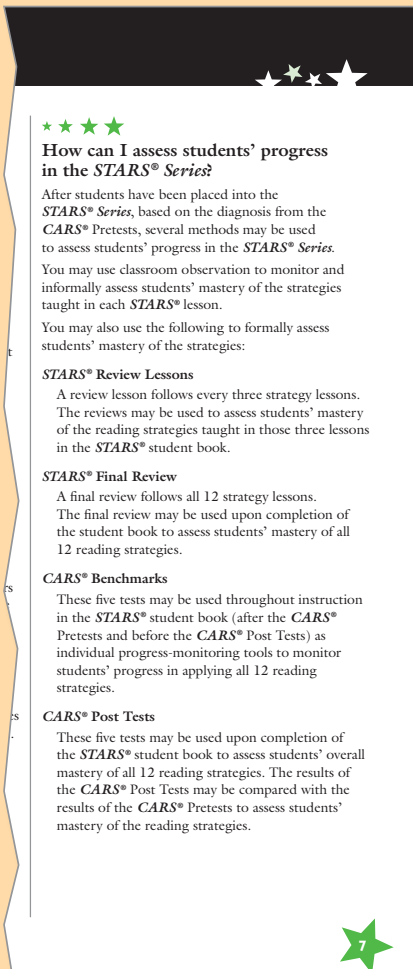 How can I assess students' progress
in the STARS® Series?
After students have been placed into the
STARS® Series, based on the diagnosis from the
CARS® Pretests, several methods may be used
to assess students' progress in the STARS® Series.
You may use classroom observation to monitor and
informally assess students' mastery of the strategies
taught in each STARS® lesson.
You may also use the following to formally assess
students' mastery of the strategies:
STARS® Review Lessons
A review lesson follows every three strategy lessons.
The reviews may be used to assess students' mastery
of the reading strategies taught in those three lessons
in the STARS® student book.
STARS® Final Review
A final review follows all 12 strategy lessons.
The final review may be used upon completion of
the student book to assess students' mastery of all
12 reading strategies.
CARS® Benchmarks
These five tests may be used throughout instruction
in the STARS® student book (after the CARS®
Pretests and before the CARS® Post Tests) as
individual progress-monitoring tools to monitor
students' progress in applying all 12 reading
strategies.
CARS® Post Tests
These five tests may be used upon completion of
the STARS® student book to assess students' overall
mastery of all 12 reading strategies. The results of
the CARS® Post Tests may be compared with the
results of the CARS® Pretests to assess students'
mastery of the reading strategies.
7